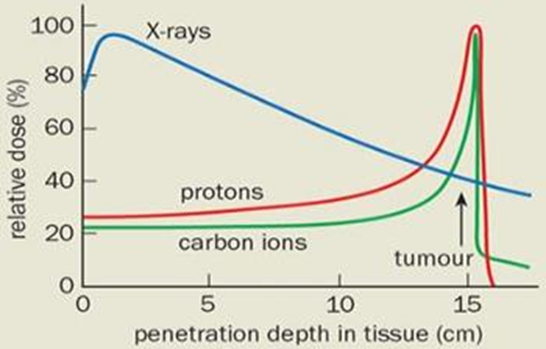 100
X-rays
80
60
40
20
0
relative dose (%)
protons
carbon ions
tumour
0 5 10 15
penetration depth in tissue (cm)